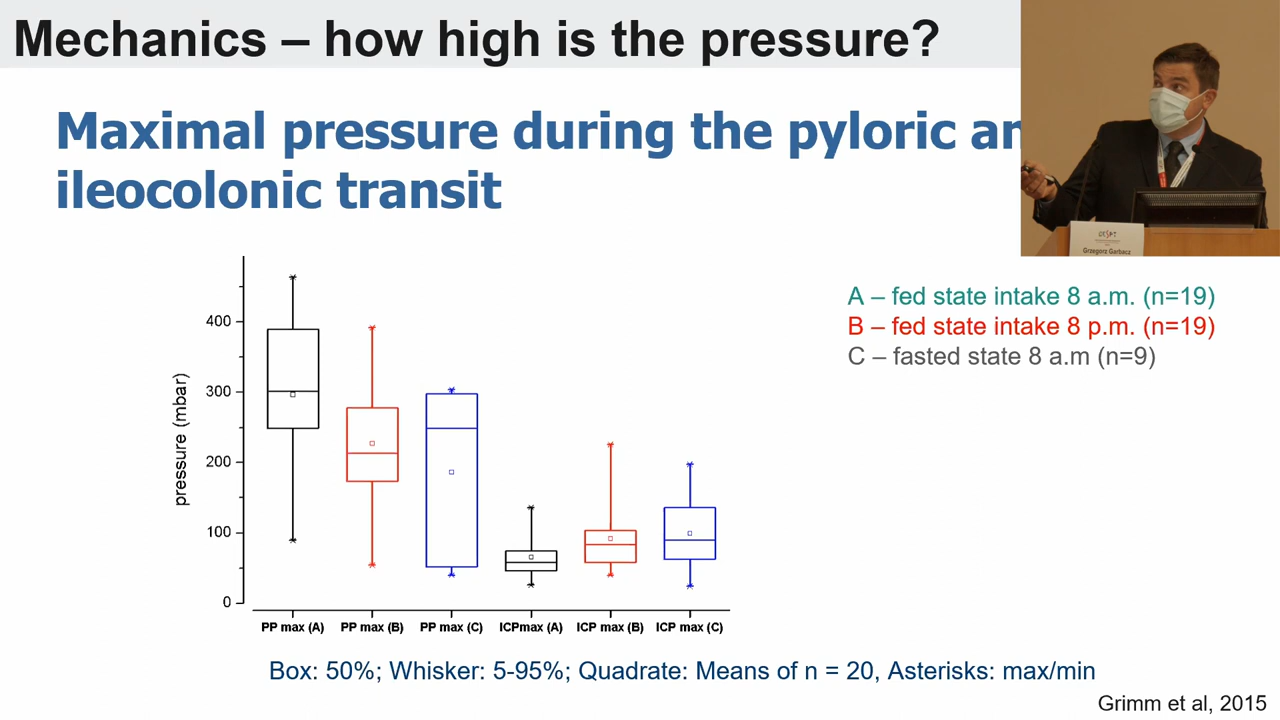 Mechanics – how high is the pressure?
Maximal pressure during the pyloric an
ileocolonic transit
Grzegorz Garbacz
A – fed state intake 8 a.m. (n=19)
B – fed state intake 8 p.m. (n=19)
C – fasted state 8 a.m (n=9)
pressure (mbar)
400
300
200
100
0
PP max (A) PP max (B) PP max (C) ICPmax (A) ICP max (B) ICP max (C)
Box: 50%; Whisker: 5-95%; Quadrate: Means of n = 20, Asterisks: max/min
Grimm et al, 2015